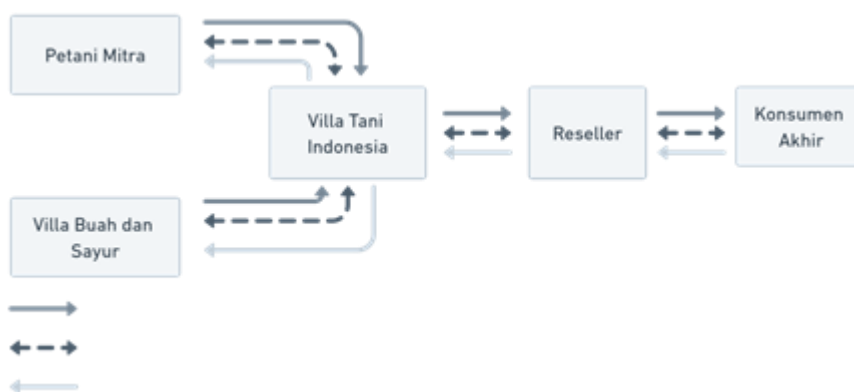 Petani Mitra
Villa Tani
Indonesia
Reseller
Konsumen
Akhir
Villa Buah dan
Sayur